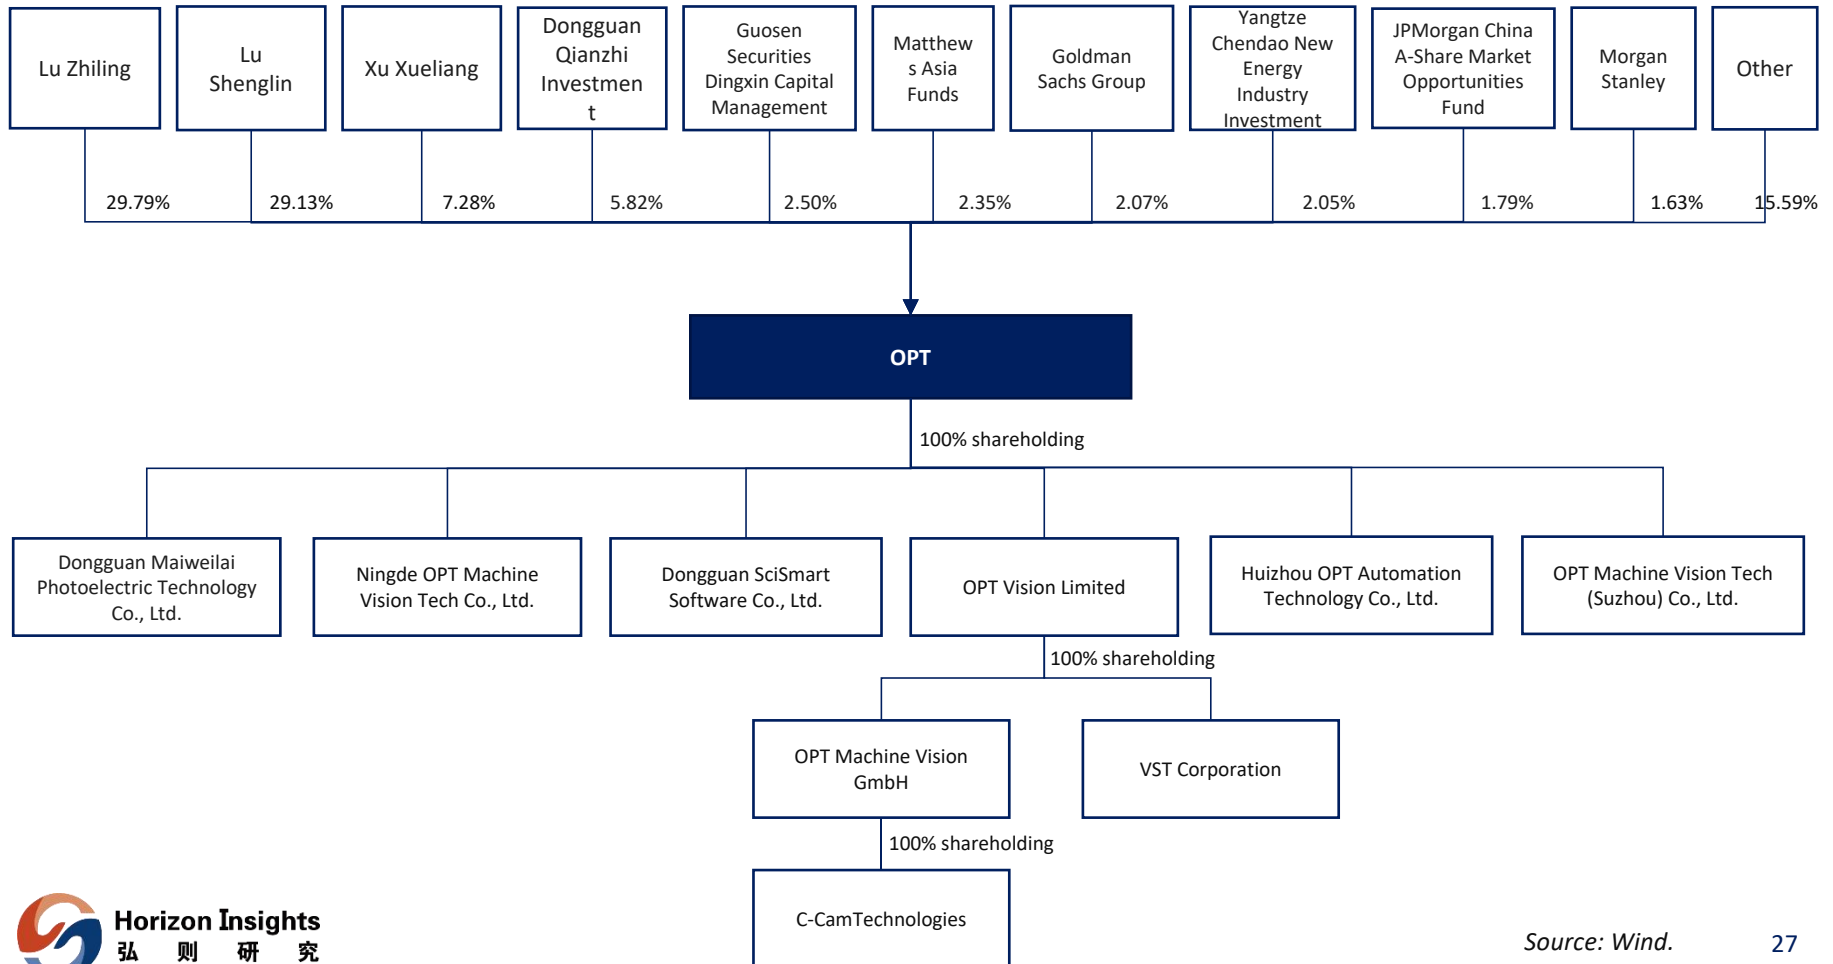 Lu Zhiling
Lu
Shenglin
Xu Xueliang
Dongguan
Qianzhi
Investmen
t
Guosen
Securities
Dingxin Capital
Management
Matthew
s Asia
Funds
Goldman
Sachs Group
Yangtze
Chendao New
Energy
Industry
Investment
JPMorgan China
A-Share Market
Opportunities
Fund
Morgan
Stanley
Other
29.79%
29.13%
7.28%
5.82%
2.50%
2.35%
2.07%
2.05%
1.79%
1.63%
15.59%
OPT
100% shareholding
Dongguan Maiweilai
Photoelectric Technology
Co., Ltd.
Ningde OPT Machine
Vision Tech Co., Ltd.
Dongguan SciSmart
Software Co., Ltd.
OPT Vision Limited
Huizhou OPT Automation
Technology Co., Ltd.
OPT Machine Vision Tech
(Suzhou) Co., Ltd.
100% shareholding
OPT Machine Vision
GmbH
VST Corporation
100% shareholding
C-CamTechnologies
Horizon Insights
弘则研究
Source: Wind.
27